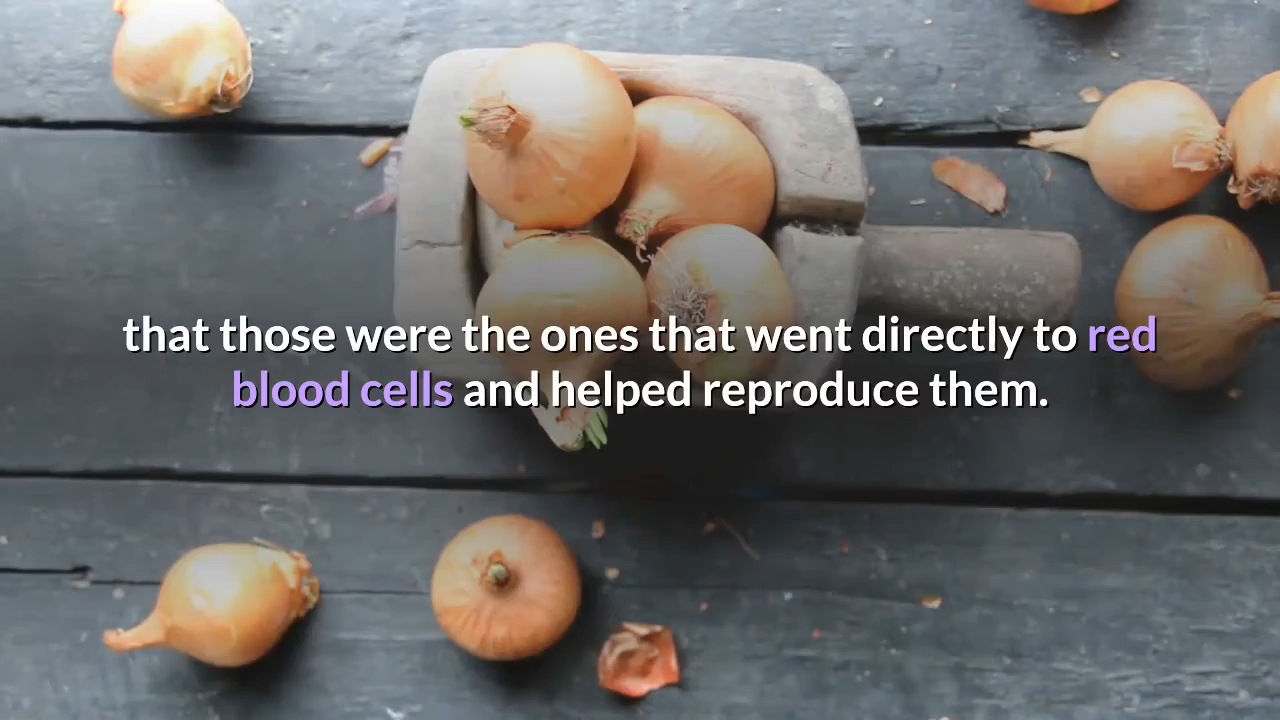 that those were the ones that went directly to red
blood cells and helped reproduce them.